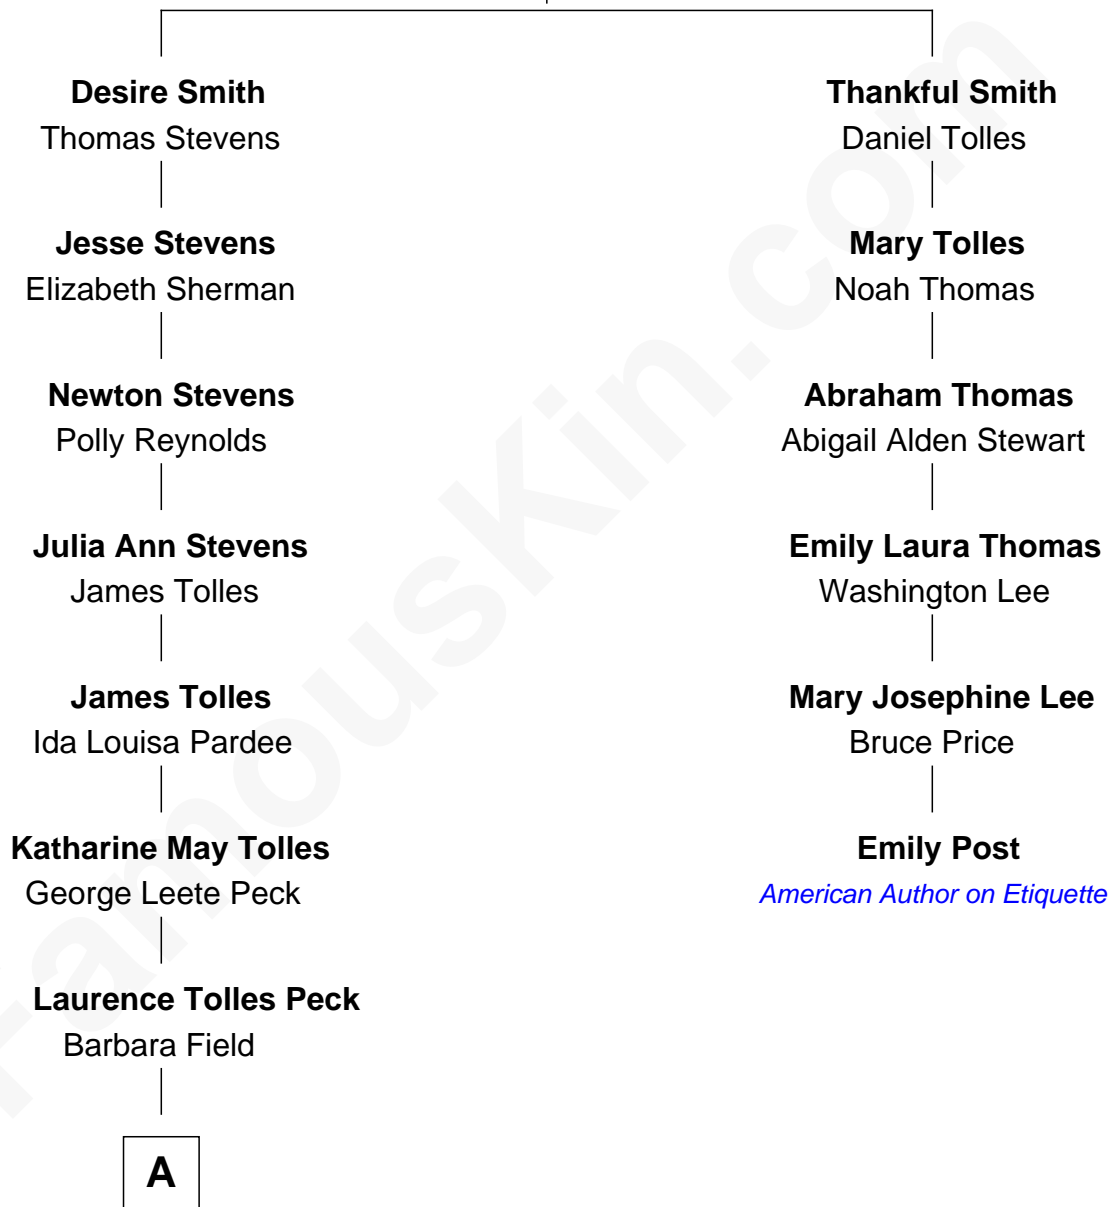 Desire Smith
Thomas Stevens
Jesse Stevens
Elizabeth Sherman
Newton Stevens
Polly Reynolds
Julia Ann Stevens
James Tolles
James Tolles
Ida Louisa Pardee
Katharine May Tolles
George Leete Peck
Laurence Tolles Peck
Barbara Field
A
Thankful Smith
Daniel Tolles
Mary Tolles
Noah Thomas
Abraham Thomas
Abigail Alden Stewart
Emily Laura Thomas
Washington Lee
Mary Josephine Lee
Bruce Price
Emily Post
American Author on Etiquette
FamousKin.com